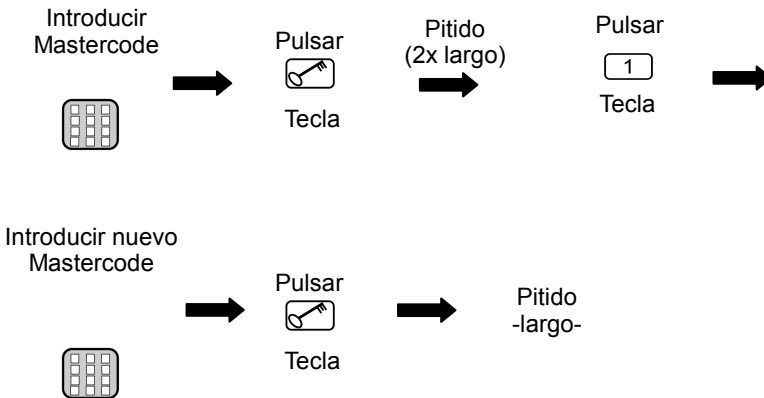 Introducir
Mastercode
Pulsar
Tecla
Pitido
(2x largo)
Pulsar
1
Tecla
Introducir nuevo
Mastercode
Pulsar
Tecla
Pitido
-largo-